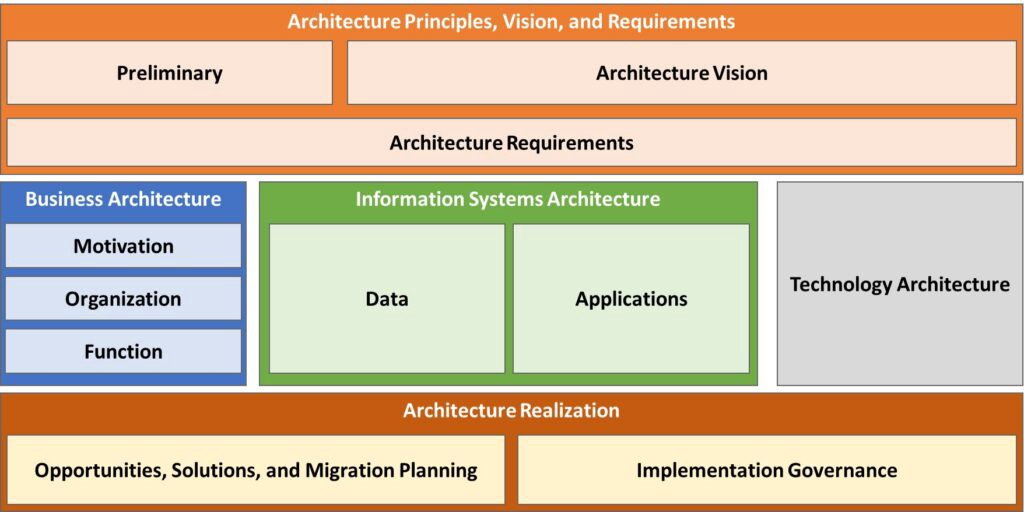 Architecture Principles, Vision, and Requirements
Preliminary
Architecture Vision
Architecture Requirements
Business Architecture
Motivation
Organization
Function
Information Systems Architecture
Data
Applications
Technology Architecture
Architecture Realization
Opportunities, Solutions, and Migration Planning
Implementation Governance